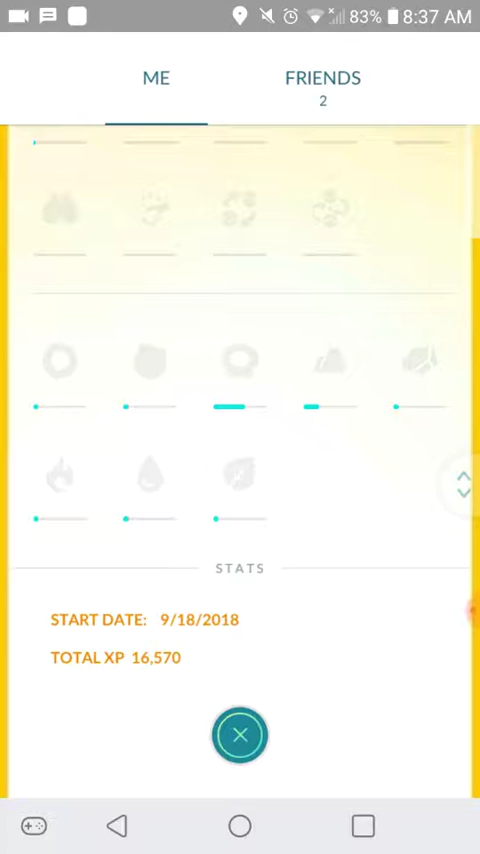 83% 8:37 AM
ME FRIENDS
2
STATS
START DATE: 9/18/2018
TOTAL XP 16,570